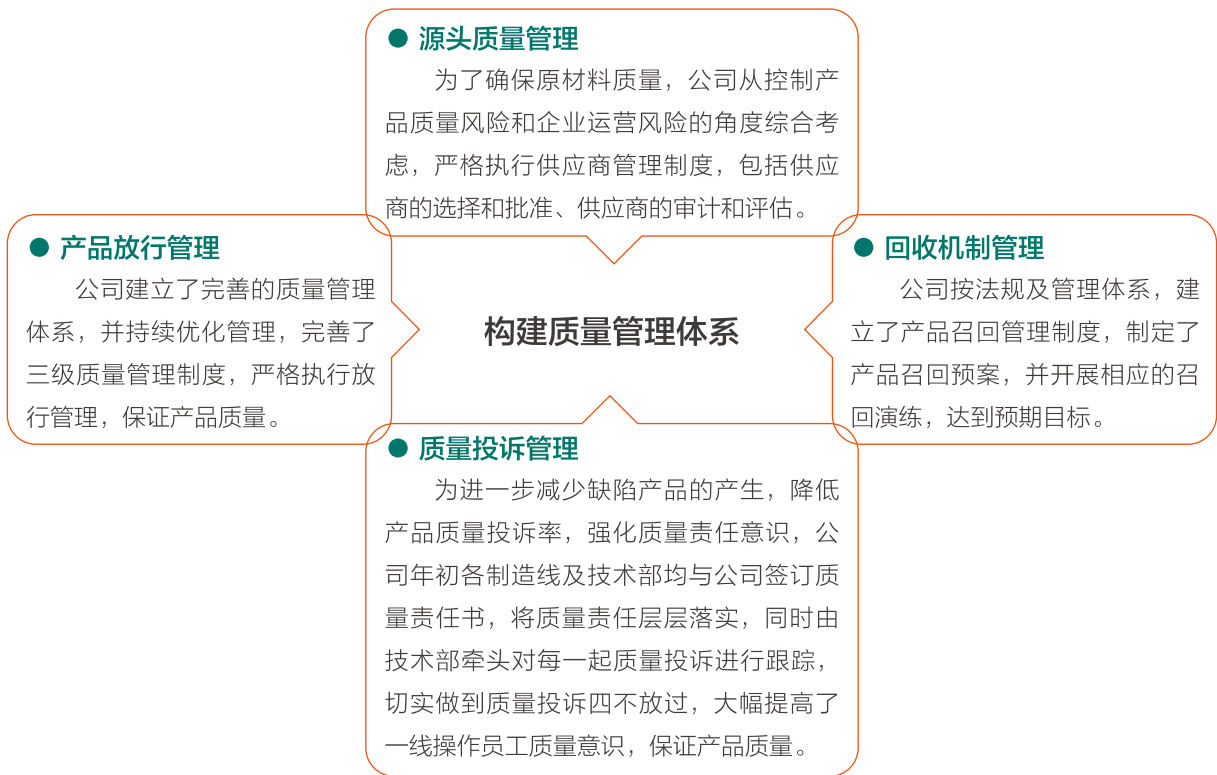 ● 源头质量管理
为了确保原材料质量，公司从控制产
品质量风险和企业运营风险的角度综合考
虑，严格执行供应商管理制度，包括供应
商的选择和批准、供应商的审计和评估。
● 产品放行管理
公司建立了完善的质量管理
体系，并持续优化管理，完善了
三级质量管理制度，严格执行放
行管理，保证产品质量。
构建质量管理体系
● 回收机制管理
公司按法规及管理体系，建
立了产品召回管理制度，制定了
产品召回预案，并开展相应的召
回演练，达到预期目标。
● 质量投诉管理
为进一步减少缺陷产品的产生，降低
产品质量投诉率，强化质量责任意识，公
司年初各制造线及技术部均与公司签订质
量责任书，将质量责任层层落实，同时由
技术部牵头对每一起质量投诉进行跟踪，
切实做到质量投诉四不放过，大幅提高了
一线操作员工质量意识，保证产品质量。